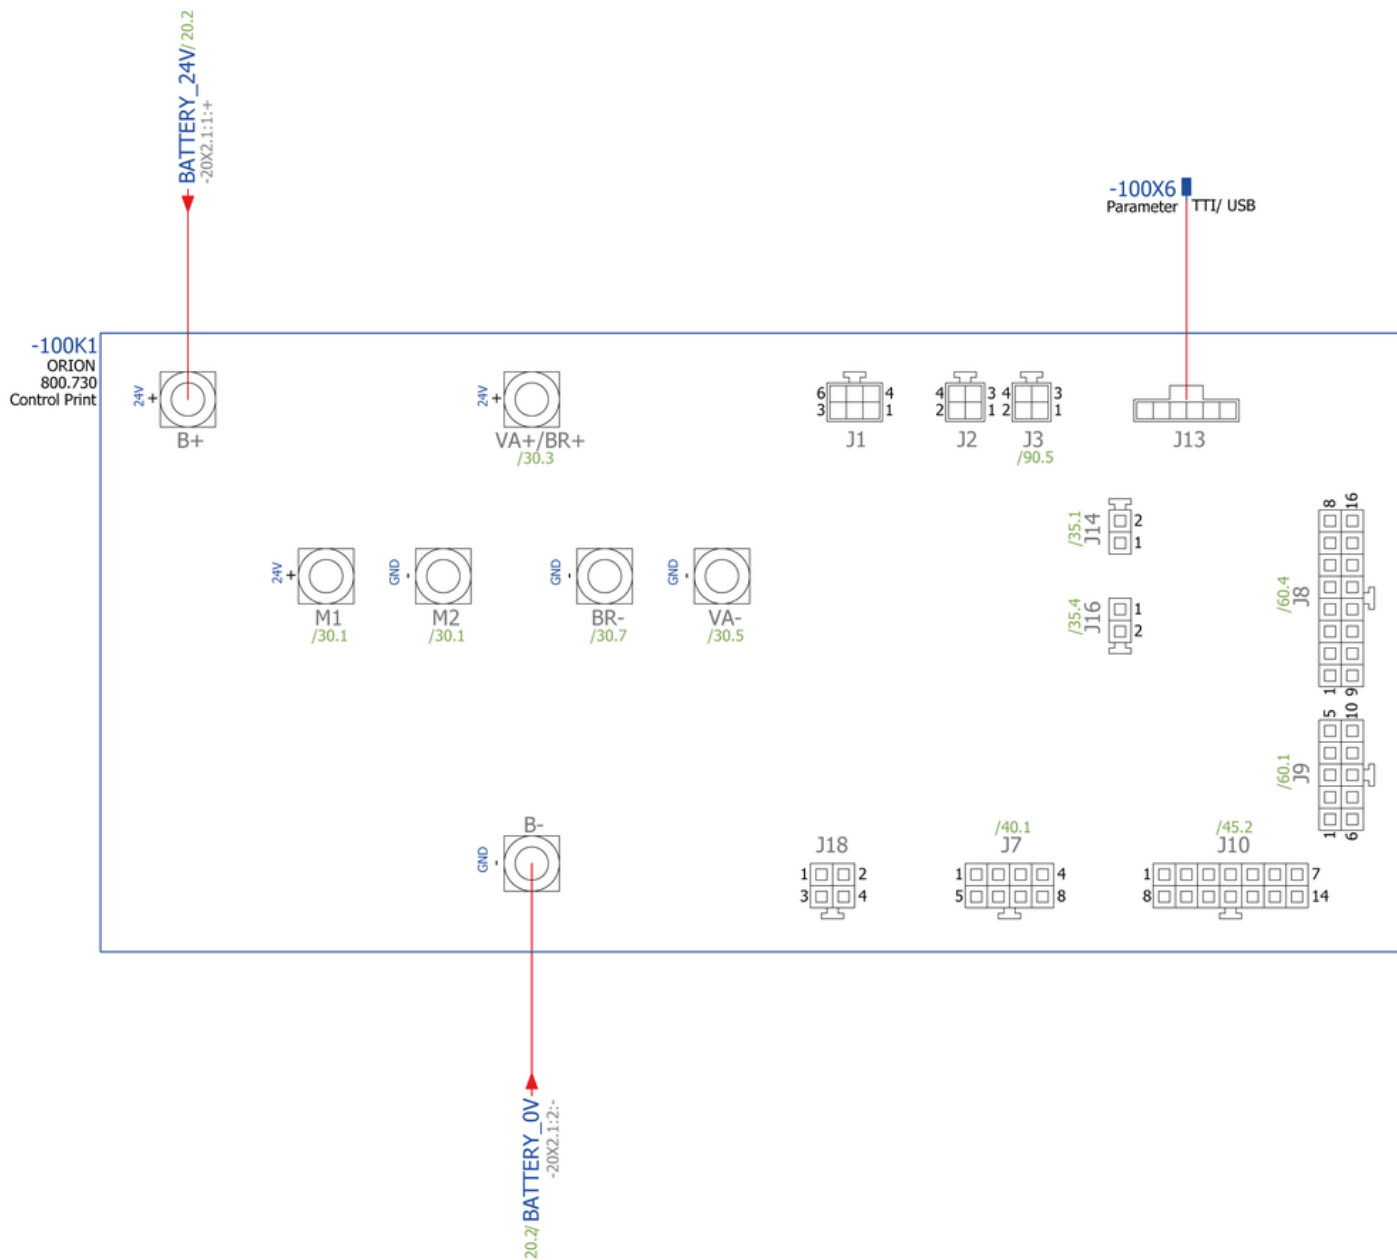 BATTERY_24V/ 20.2
-20X2.1:1:+
-100X6
Parameter
TTI/ USB
-100K1
ORION
800.730
Control Print
24V +
B+
24V +
VA+/BR+
/30.3
6 4
3 1
J1
4 3
2 1
J2
4 3
2 1
J3
/90.5
J13
/35.1
J14
2
1
8 16
/60.4
J8
1 9
24V +
M1
/30.1
GND -
M2
/30.1
GND -
BR-
/30.7
GND -
VA-
/30.5
/35.4
J16
1
2
5 10
/60.1
J9
1 6
B-
GND -
J18
1 2
3 4
/40.1
J7
1 4
5 8
/45.2
J10
1 7
8 14
20.2/ BATTERY_0V
-20X2.1:2:-